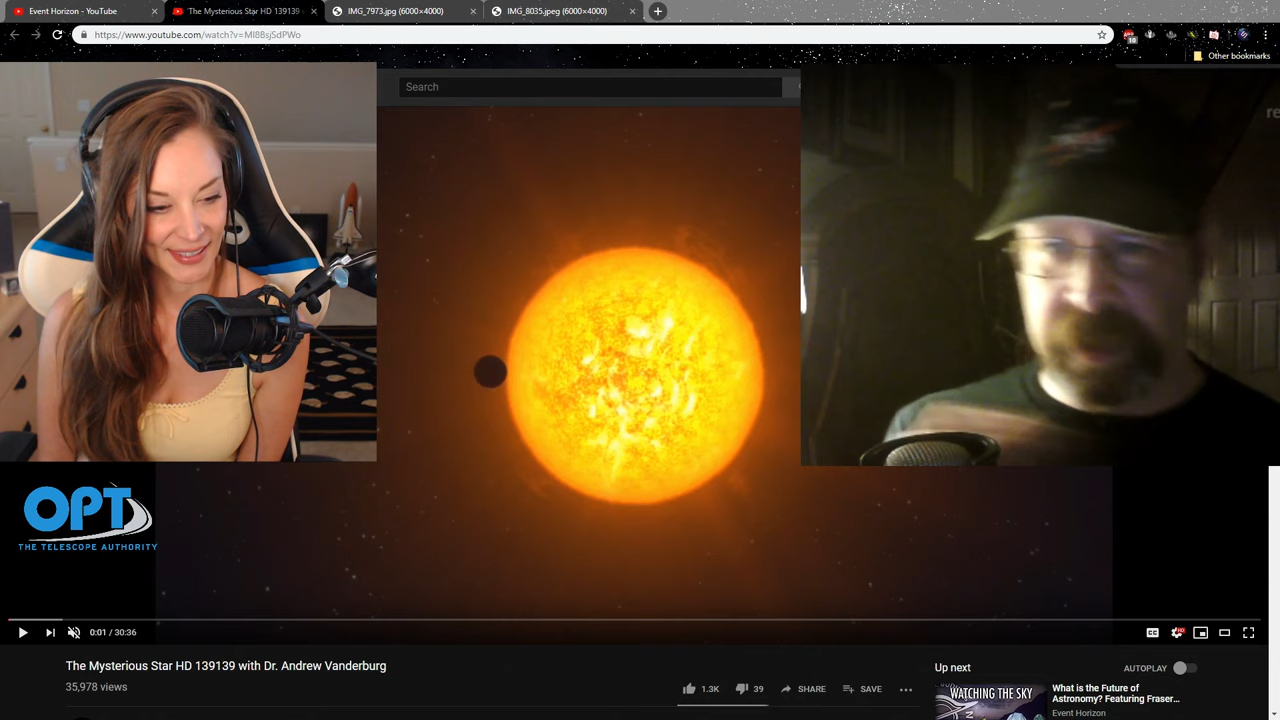 Event Horizon - YouTube
The Mysterious Star HD 139139
IMG_7973.jpg (6000×4000)
IMG_8035.jpeg (6000×4000)
https://www.youtube.com/watch?v=MI8BsjSdPWo
Other bookmarks
Search
re
OPT
THE TELESCOPE AUTHORITY
0:01 / 30:36
CC
HD
The Mysterious Star HD 139139 with Dr. Andrew Vanderburg
35,978 views
1.3K
39
SHARE
SAVE
Up next
AUTOPLAY
WATCHING THE SKY
What is the Future of
Astronomy? Featuring Fraser...
Event Horizon